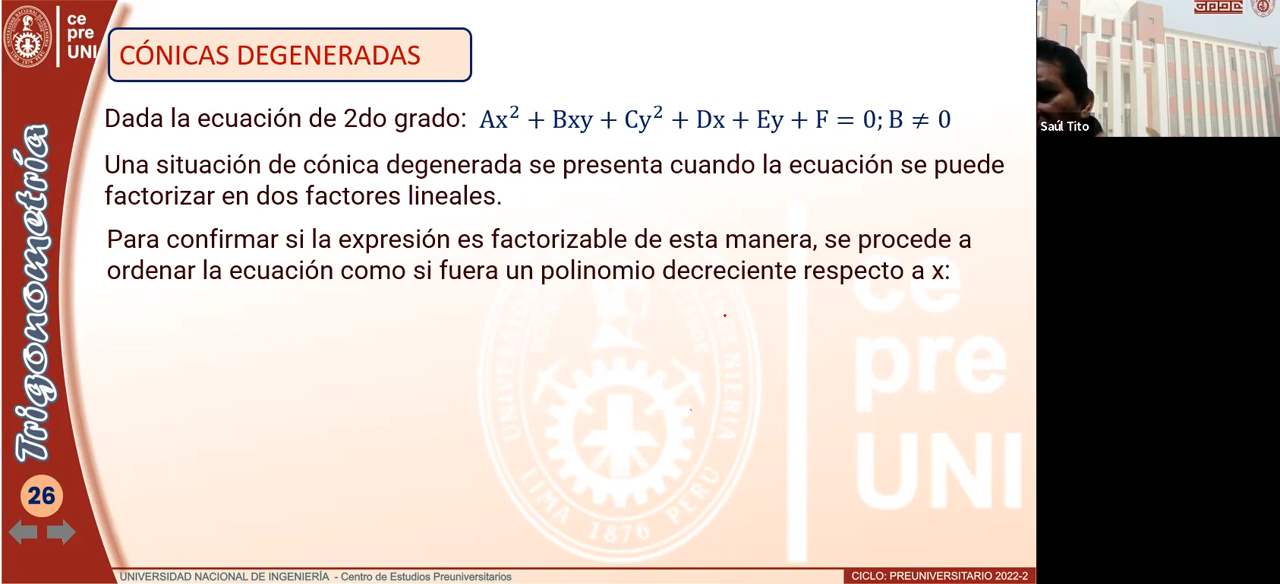 ce
pre
UNI
CÓNICAS DEGENERADAS
Dada la ecuación de 2do grado: Ax² + Bxy + Cy² + Dx + Ey + F = 0; B ≠ 0
Una situación de cónica degenerada se presenta cuando la ecuación se puede
factorizar en dos factores lineales.
Para confirmar si la expresión es factorizable de esta manera, se procede a
ordenar la ecuación como si fuera un polinomio decreciente respecto a x:
Trigonometría
26
ce
pre
UNI
LIMA 1876 PERU
UNIVERSIDAD NACIONAL DE INGENIERÍA - Centro de Estudios Preuniversitarios
CICLO: PREUNIVERSITARIO 2022-2
Saúl Tito